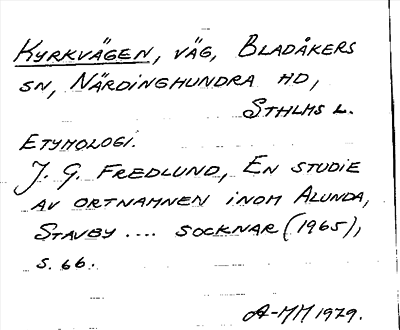 Kyrkvägen, väg, Bladåkers
sn, Närdinghundra hd,
Sthlms l.
Etymologi.
J. G. Fredlund, En studie
av ortnamnen inom Alunda,
Stavby .... socknar (1965),
s. 66.
A-MM 1979.